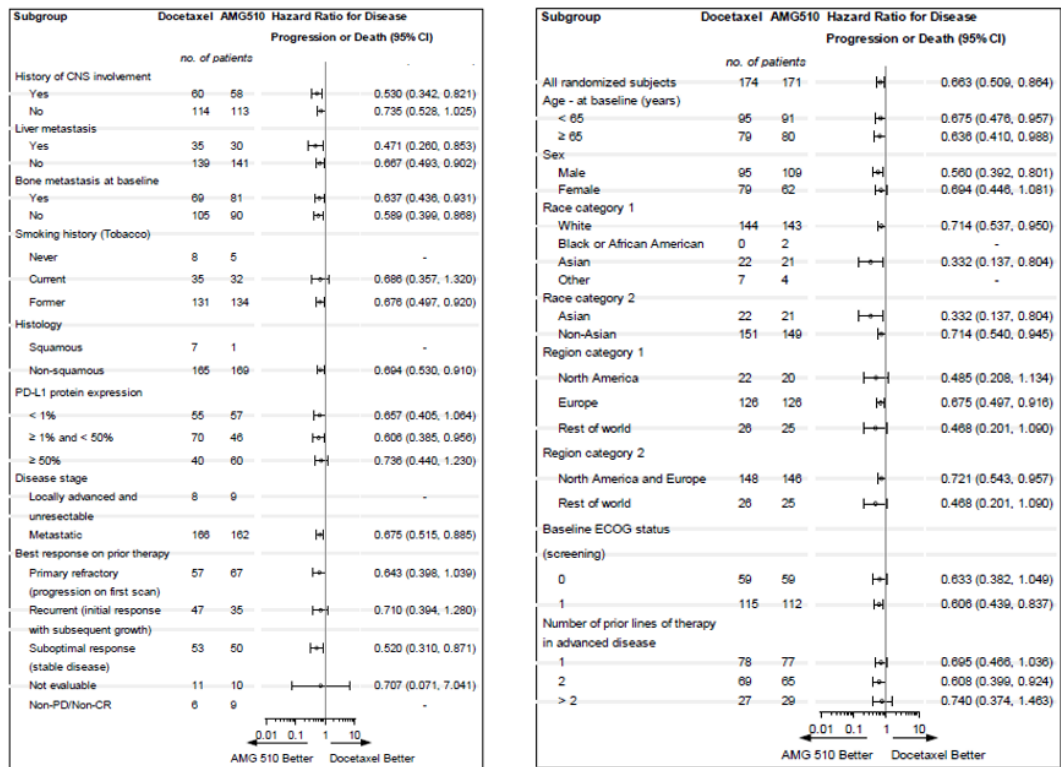 Subgroup Docetaxel AMG510 Hazard Ratio for Disease
Progression or Death (95% CI)
no. of patients
History of CNS involvement
Yes 60 58 0.530 (0.342, 0.821)
No 114 113 0.735 (0.528, 1.025)
Liver metastasis
Yes 35 30 0.471 (0.260, 0.853)
No 139 141 0.667 (0.493, 0.902)
Bone metastasis at baseline
Yes 69 81 0.637 (0.436, 0.931)
No 105 90 0.589 (0.399, 0.868)
Smoking history (Tobacco)
Never 8 5 -
Current 35 32 0.686 (0.357, 1.320)
Former 131 134 0.676 (0.497, 0.920)
Histology
Squamous 7 1 -
Non-squamous 165 169 0.694 (0.530, 0.910)
PD-L1 protein expression
< 1% 55 57 0.657 (0.405, 1.064)
≥ 1% and < 50% 70 46 0.606 (0.385, 0.956)
≥ 50% 40 60 0.736 (0.440, 1.230)
Disease stage
Locally advanced and 8 9 -
unresectable
Metastatic 166 162 0.675 (0.515, 0.885)
Best response on prior therapy
Primary refractory 57 67 0.643 (0.398, 1.039)
(progression on first scan)
Recurrent (initial response 47 35 0.710 (0.394, 1.280)
with subsequent growth)
Suboptimal response 53 50 0.520 (0.310, 0.871)
(stable disease)
Not evaluable 11 10 0.707 (0.071, 7.041)
Non-PD/Non-CR 6 9 -
0.01 0.1 1 10
AMG 510 Better Docetaxel Better
Subgroup Docetaxel AMG510 Hazard Ratio for Disease
Progression or Death (95% CI)
no. of patients
All randomized subjects 174 171 0.663 (0.509, 0.864)
Age - at baseline (years)
< 65 95 91 0.675 (0.476, 0.957)
≥ 65 79 80 0.636 (0.410, 0.988)
Sex
Male 95 109 0.560 (0.392, 0.801)
Female 79 62 0.694 (0.446, 1.081)
Race category 1
White 144 143 0.714 (0.537, 0.950)
Black or African American 0 2 -
Asian 22 21 0.332 (0.137, 0.804)
Other 7 4 -
Race category 2
Asian 22 21 0.332 (0.137, 0.804)
Non-Asian 151 149 0.714 (0.540, 0.945)
Region category 1
North America 22 20 0.485 (0.208, 1.134)
Europe 126 126 0.675 (0.497, 0.916)
Rest of world 26 25 0.468 (0.201, 1.090)
Region category 2
North America and Europe 148 146 0.721 (0.543, 0.957)
Rest of world 26 25 0.468 (0.201, 1.090)
Baseline ECOG status
(screening)
0 59 59 0.633 (0.382, 1.049)
1 115 112 0.606 (0.439, 0.837)
Number of prior lines of therapy
in advanced disease
1 78 77 0.695 (0.466, 1.036)
2 69 65 0.608 (0.399, 0.924)
> 2 27 29 0.740 (0.374, 1.463)
0.01 0.1 1 10
AMG 510 Better Docetaxel Better